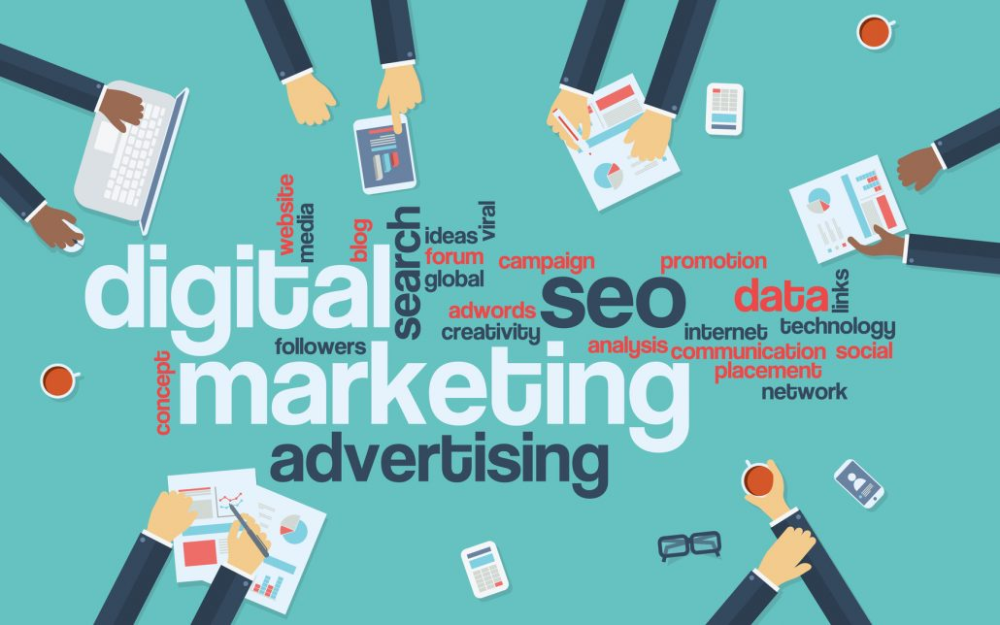 website
media
blog
search
ideas
viral
forum
global
campaign
promotion
digital
adwords
seo
data
links
creativity
internet
technology
followers
analysis
communication
social
concept
marketing
placement
network
advertising